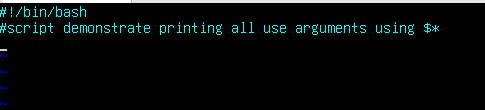 #!/bin/bash
#script demonstrate printing all use arguments using $*
~
~
~
~